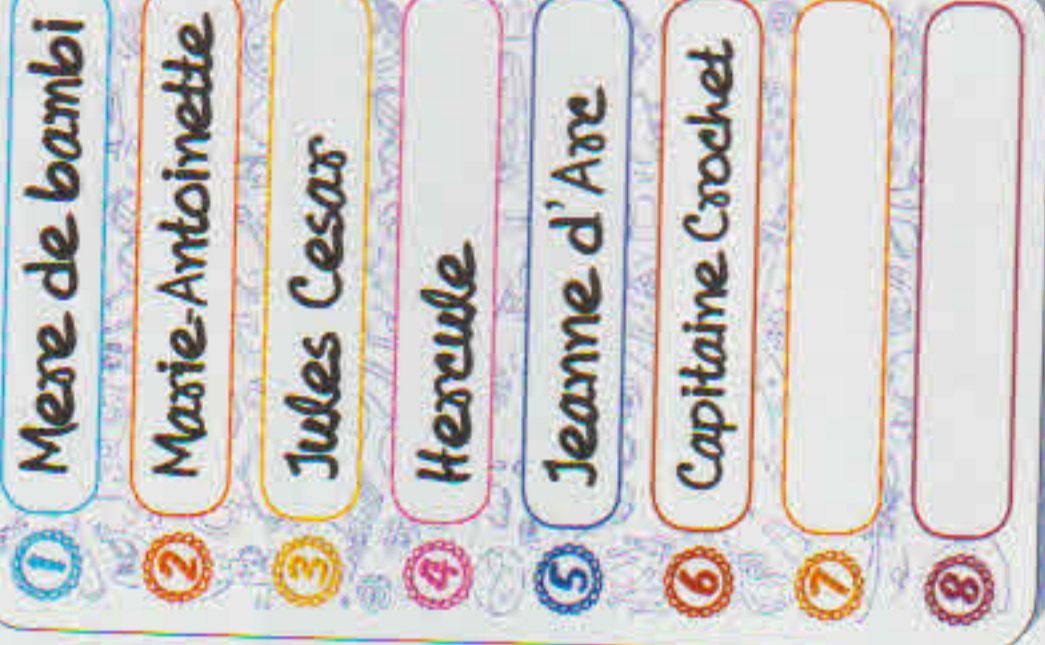 1 Mere de bambi
2 Marie-Antoinette
3 Jules Cesar
4 Hercule
5 Jeanne d'Arc
6 Capitaine Crochet
7
8